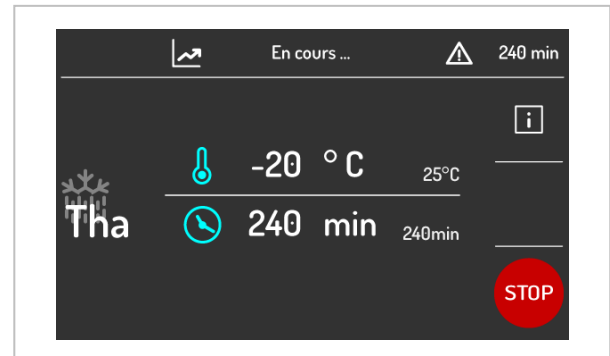 En cours ... 240 min
-20 °C 25°C
Tha
240 min 240min
STOP